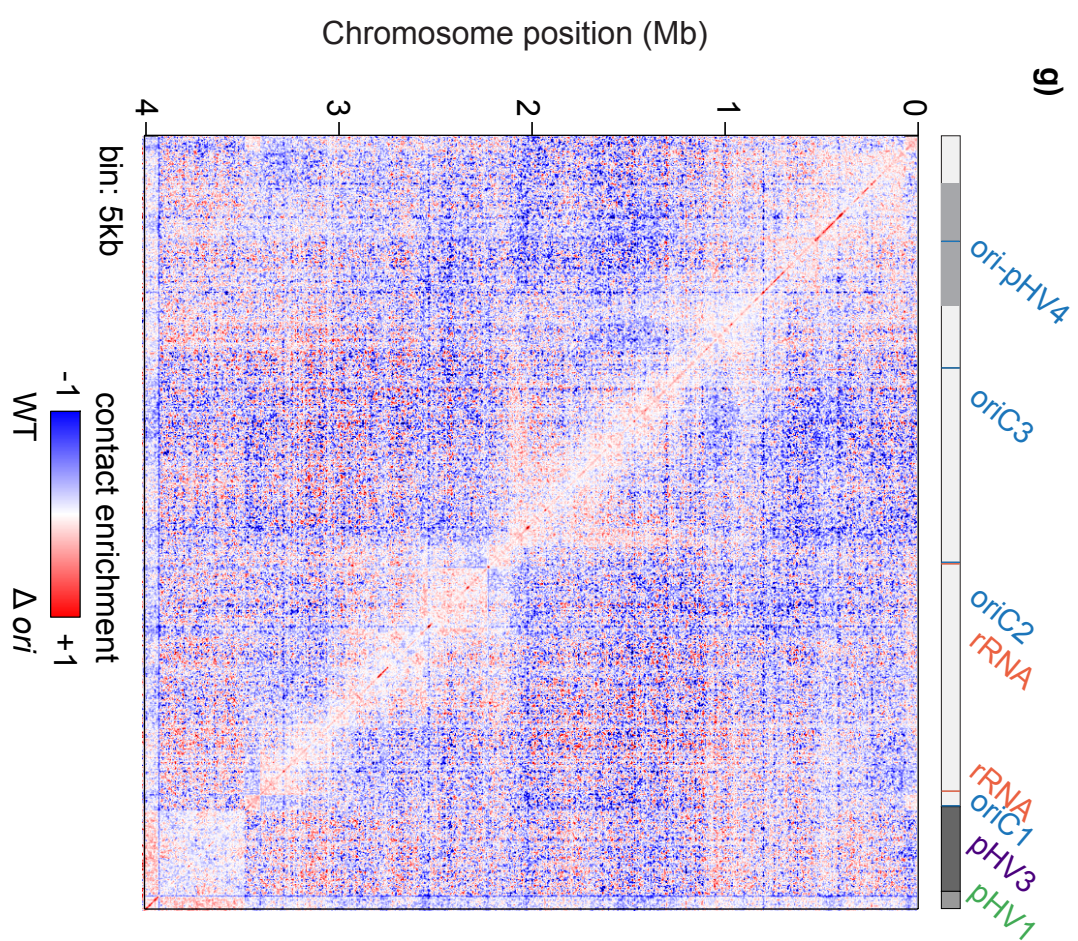 g)
ori-pHV4
oriC3
oriC2
rRNA
rRNA
oriC1
pHV3
pHV1
0
1
2
3
4
Chromosome position (Mb)
bin: 5kb
contact enrichment
-1
+1
WT
Δori